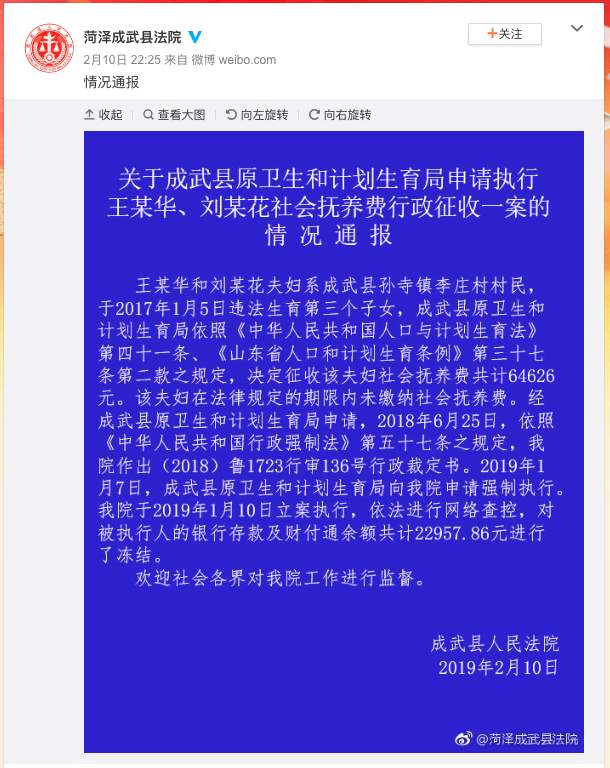 菏泽成武县法院
+关注
2月10日 22:25 来自 微博 weibo.com
情况通报
收起 查看大图 向左旋转 向右旋转
关于成武县原卫生和计划生育局申请执行
王某华、刘某花社会抚养费行政征收一案的
情 况 通 报
王某华和刘某花夫妇系成武县孙寺镇李庄村村民，
于2017年1月5日违法生育第三个子女，成武县原卫生和
计划生育局依照《中华人民共和国人口与计划生育法》
第四十一条、《山东省人口和计划生育条例》第三十七
条第二款之规定，决定征收该夫妇社会抚养费共计64626
元。该夫妇在法律规定的期限内未缴纳社会抚养费。经
成武县原卫生和计划生育局申请，2018年6月25日，依照
《中华人民共和国行政强制法》第五十七条之规定，我
院作出（2018）鲁1723行审136号行政裁定书。2019年1
月7日，成武县原卫生和计划生育局向我院申请强制执行。
我院于2019年1月10日立案执行，依法进行网络查控，对
被执行人的银行存款及财付通余额共计22957.86元进行
了冻结。
欢迎社会各界对我院工作进行监督。
成武县人民法院
2019年2月10日
@菏泽成武县法院